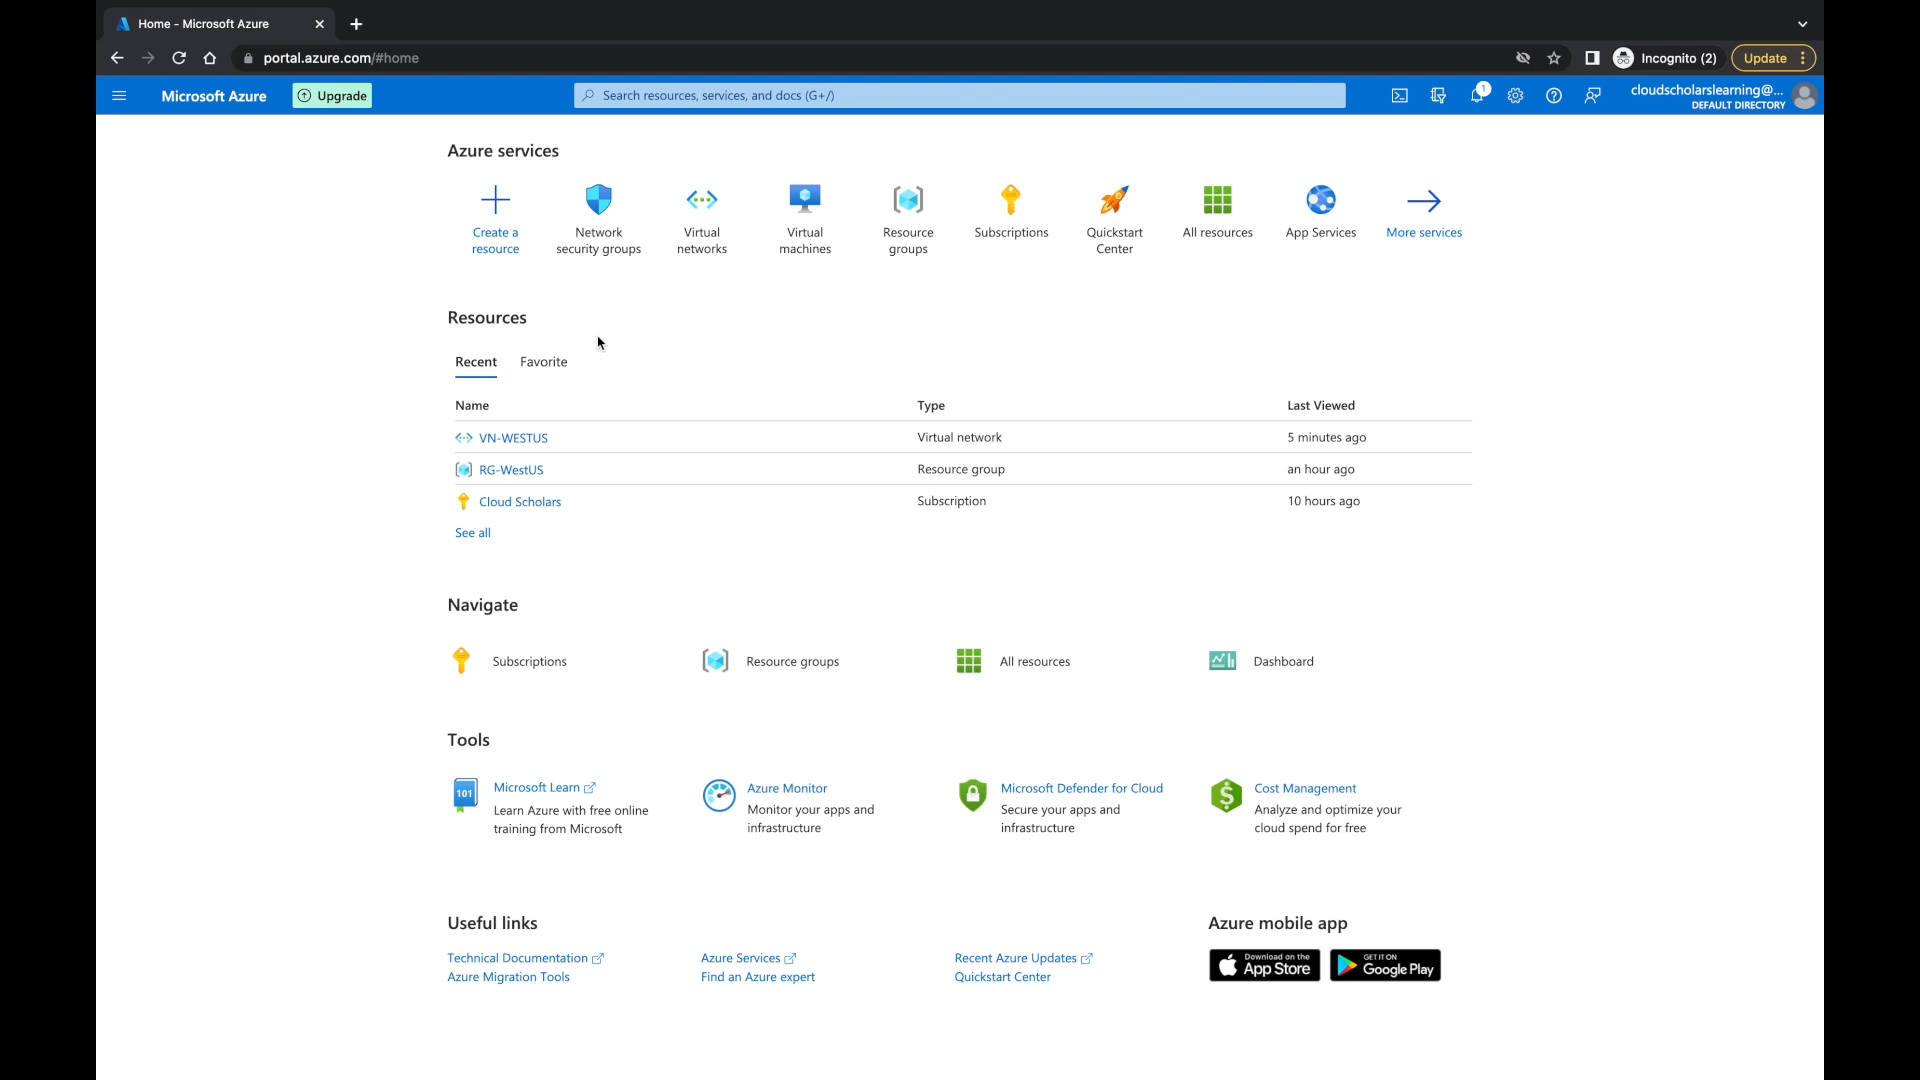 Home - Microsoft Azure
portal.azure.com/#home
Incognito (2)
Update
Microsoft Azure
Upgrade
Search resources, services, and docs (G+/)
1
cloudscholarslearning@...
DEFAULT DIRECTORY
Azure services
Create a
resource
Network
security groups
Virtual
networks
Virtual
machines
Resource
groups
Subscriptions
Quickstart
Center
All resources
App Services
More services
Resources
Recent
Favorite
Name
Type
Last Viewed
VN-WESTUS
Virtual network
5 minutes ago
RG-WestUS
Resource group
an hour ago
Cloud Scholars
Subscription
10 hours ago
See all
Navigate
Subscriptions
Resource groups
All resources
Dashboard
Tools
101
Microsoft Learn
Learn Azure with free online
training from Microsoft
Azure Monitor
Monitor your apps and
infrastructure
Microsoft Defender for Cloud
Secure your apps and
infrastructure
Cost Management
Analyze and optimize your
cloud spend for free
Useful links
Technical Documentation
Azure Migration Tools
Azure Services
Find an Azure expert
Recent Azure Updates
Quickstart Center
Azure mobile app
Download on the
App Store
GET IT ON
Google Play